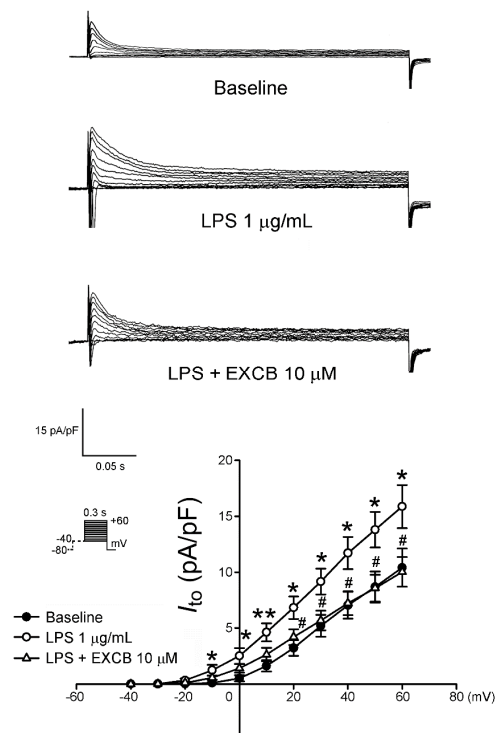 Baseline
LPS 1 μg/mL
LPS + EXCB 10 μM
15 pA/pF
0.05 s
0.3 s
+60
-40
-80
mV
Baseline
LPS 1 μg/mL
LPS + EXCB 10 μM
Ito (pA/pF)
20
15
10
5
* * ** * * * * *
# # # # #
-60 -40 -20 0 20 40 60 80 (mV)